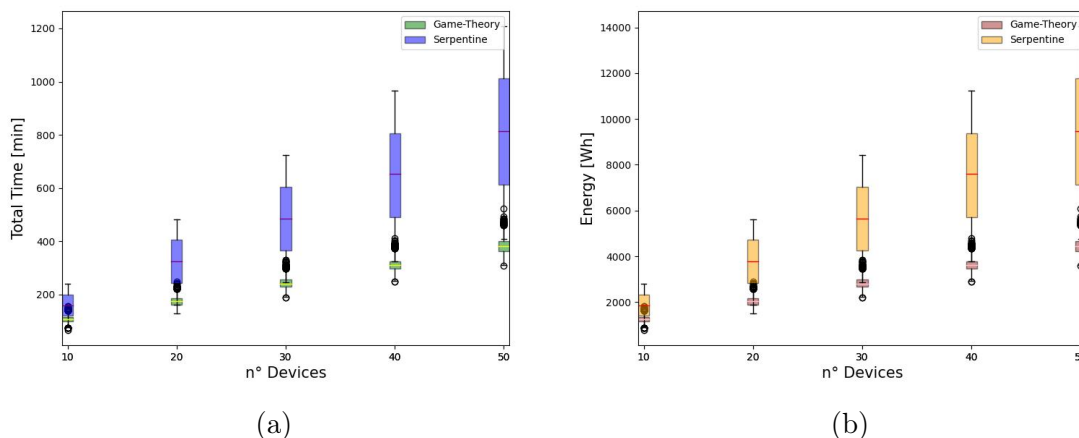 1200
1000
800
600
400
200
Total Time [min]
10
20
30
40
50
n° Devices
Game-Theory
Serpentine
(a)
14000
12000
10000
8000
6000
4000
2000
Energy [Wh]
10
20
30
40
n° Devices
Game-Theory
Serpentine
(b)